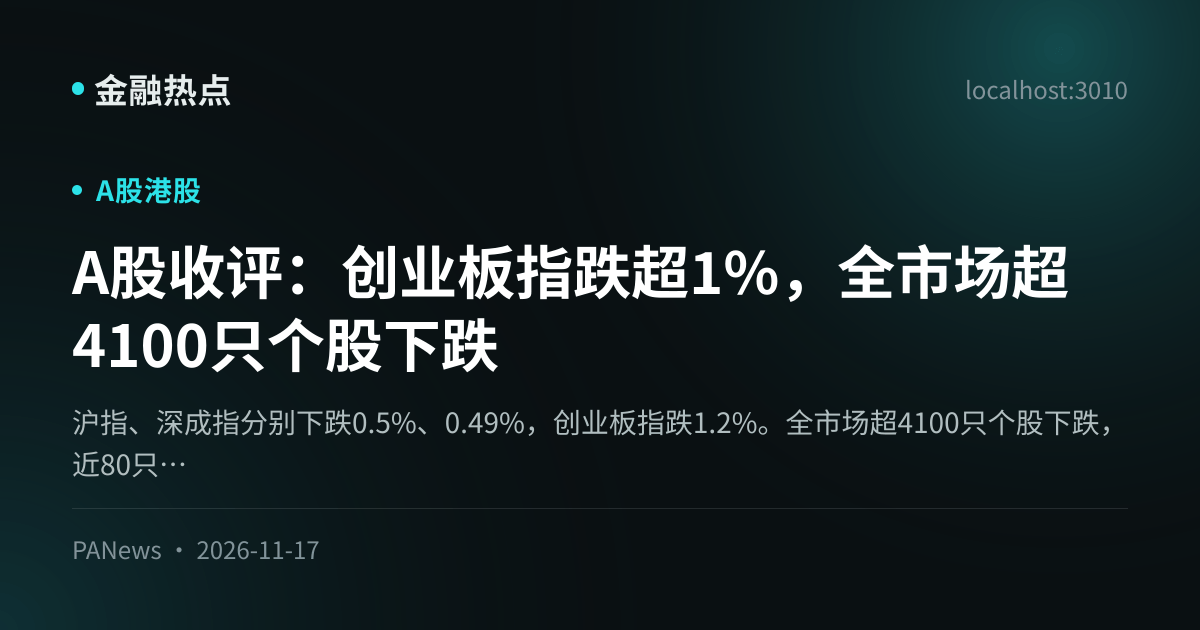 金融热点
localhost:3010
A股港股
A股收评：创业板指跌超1%，全市场超
4100只个股下跌
沪指、深成指分别下跌0.5%、0.49%，创业板指跌1.2%。全市场超4100只个股下跌，
近80只…
PANews • 2026-11-17